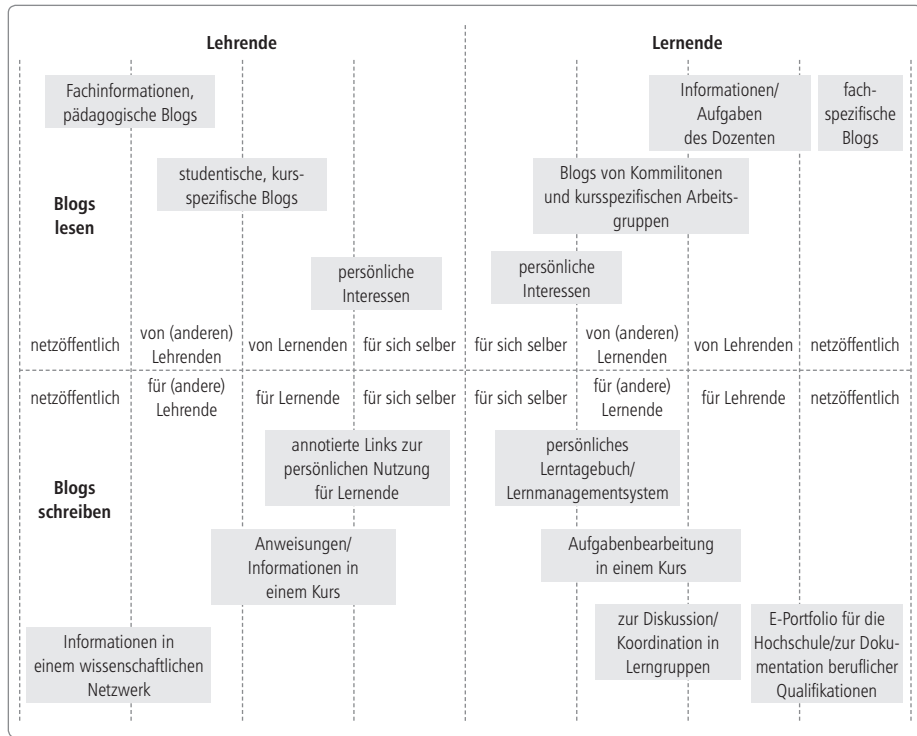 Lehrende
Lernende
Fachinformationen,
pädagogische Blogs
Informationen/
Aufgaben
des Dozenten
fach-
spezifische
Blogs
studentische, kurs-
spezifische Blogs
Blogs von Kommilitonen
und kursspezifischen Arbeits-
gruppen
Blogs
lesen
persönliche
Interessen
persönliche
Interessen
netzöffentlich
von (anderen)
Lehrenden
von Lernenden
für sich selber
für sich selber
von (anderen)
Lernenden
von Lehrenden
netzöffentlich
netzöffentlich
für (andere)
Lehrende
für Lernende
für sich selber
für sich selber
für (andere)
Lernende
für Lehrende
netzöffentlich
annotierte Links zur
persönlichen Nutzung
für Lernende
persönliches
Lerntagebuch/
Lernmanagementsystem
Blogs
schreiben
Anweisungen/
Informationen in
einem Kurs
Aufgabenbearbeitung
in einem Kurs
Informationen in
einem wissenschaftlichen
Netzwerk
zur Diskussion/
Koordination in
Lerngruppen
E-Portfolio für die
Hochschule/zur Doku-
mentation beruflicher
Qualifikationen